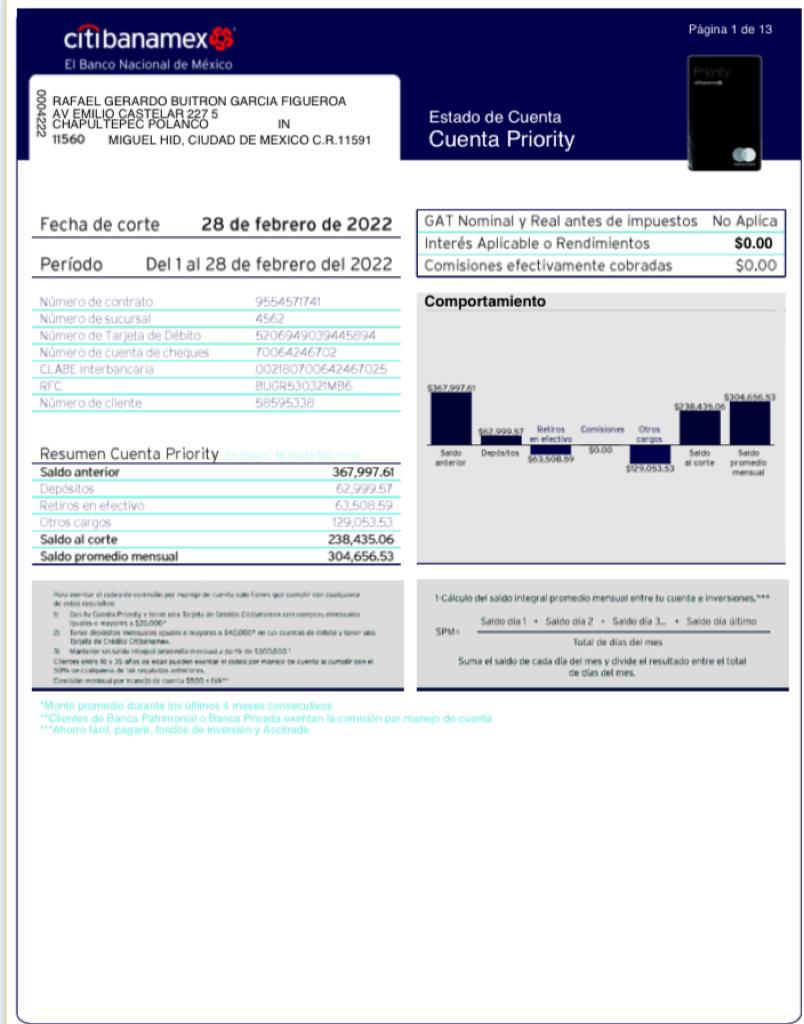 citibanamex
El Banco Nacional de México
Página 1 de 13
Priority
0004222
RAFAEL GERARDO BUITRON GARCIA FIGUEROA
AV EMILIO CASTELAR 227 5
CHAPULTEPEC POLANCO IN
11560 MIGUEL HID, CIUDAD DE MEXICO C.R.11591
Estado de Cuenta
Cuenta Priority
Fecha de corte 28 de febrero de 2022
Período Del 1 al 28 de febrero del 2022
GAT Nominal y Real antes de impuestos No Aplica
Interés Aplicable o Rendimientos $0.00
Comisiones efectivamente cobradas $0.00
Número de contrato 9554571741
Número de sucursal 4562
Número de Tarjeta de Débito 5206949039445894
Número de cuenta de cheques 70064246702
CLABE Interbancaria 002180700642467025
RFC BUGR530321MB6
Número de cliente 58595338
Comportamiento
$367,997.61
Saldo anterior
$62,999.57
Depósitos
Retiros en efectivo
$63,508.59
Comisiones
$0.00
Otros cargos
$129,053.53
$238,435.06
Saldo al corte
$304,656.53
Saldo promedio mensual
Resumen Cuenta Priority En Pesos, Moneda Nacional
Saldo anterior 367,997.61
Depósitos 62,999.57
Retiros en efectivo 63,508.59
Otros cargos 129,053.53
Saldo al corte 238,435.06
Saldo promedio mensual 304,656.53
Para exentar el cobro de comisión por manejo de cuenta solo tienes que cumplir con cualquiera
de estos requisitos:
1) Con tu Cuenta Priority y tener una Tarjeta de Crédito Citibanamex con compras mensuales
iguales o mayores a $20,000*
2) Tener depósitos mensuales iguales o mayores a $40,000* en tus cuentas de débito y tener una
Tarjeta de Crédito Citibanamex.
3) Mantener un saldo integral promedio mensual a partir de $300,000¹
Clientes entre 18 y 35 años de edad pueden exentar el cobro por manejo de cuenta al cumplir con el
50% de cualquiera de los requisitos anteriores.
Comisión mensual por manejo de cuenta $500 + IVA**
1-Cálculo del saldo integral promedio mensual entre tu cuenta e inversiones.***
SPM= Saldo día 1 + Saldo día 2 + Saldo día 3... + Saldo día último
Total de días del mes
Suma el saldo de cada día del mes y divide el resultado entre el total
de días del mes.
*Monto promedio durante los últimos 4 meses consecutivos
**Clientes de Banca Patrimonial o Banca Privada exentan la comisión por manejo de cuenta
***Ahorro fácil, pagaré, fondos de inversión y Accitrade